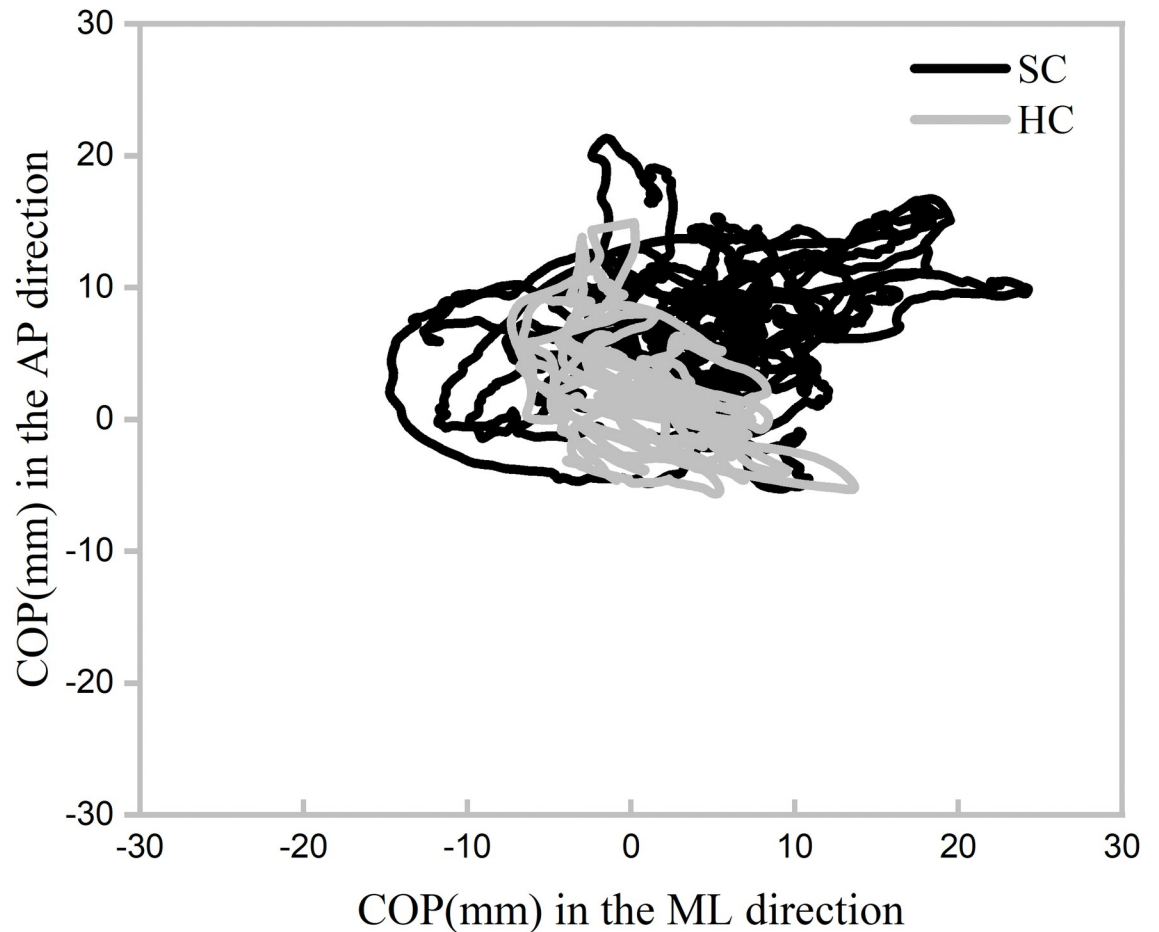 30
20
10
0
-10
-20
-30
-30 -20 -10 0 10 20 30
COP(mm) in the AP direction
COP(mm) in the ML direction
SC
HC